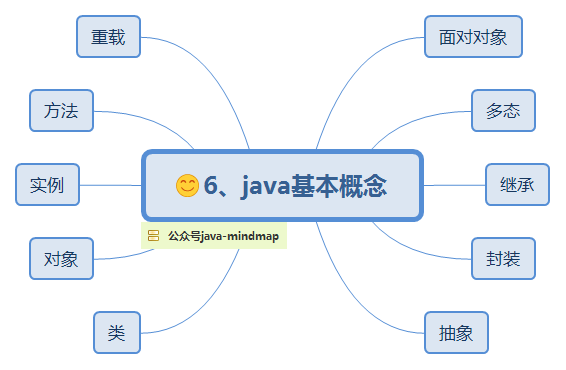 重载
面对对象
方法
多态
6、java基本概念
实例
继承
公众号java-mindmap
对象
封装
类
抽象